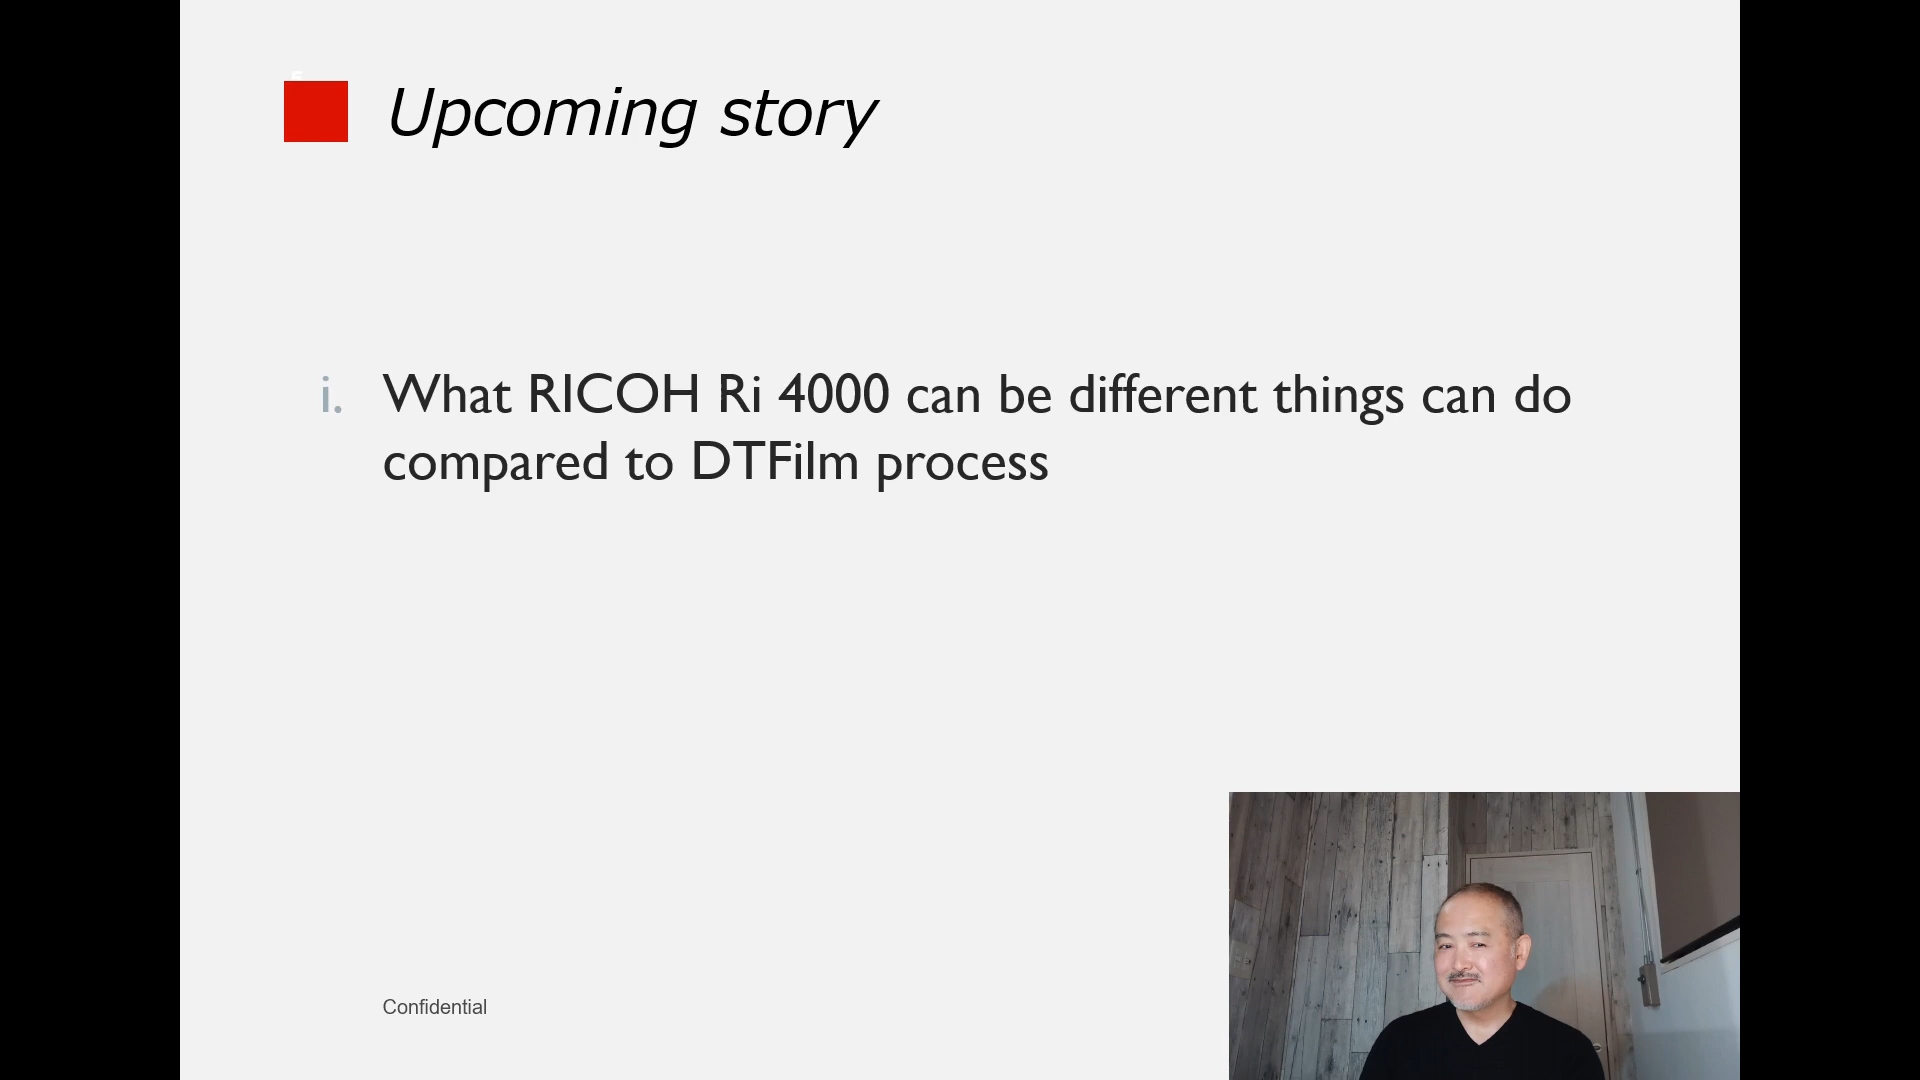 Upcoming story
i. What RICOH Ri 4000 can be different things can do
compared to DTFilm process
Confidential